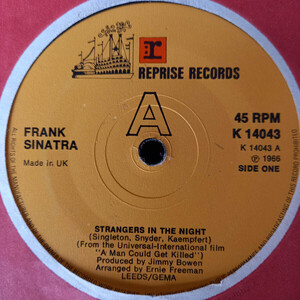 r
REPRISE RECORDS
FRANK
SINATRA
Made in UK
A
45 RPM
K 14043
K 14043 A
℗ 1966
SIDE ONE
STRANGERS IN THE NIGHT
(Singleton, Snyder, Kaempfert)
(From the Universal-International film
"A Man Could Get Killed")
Produced by Jimmy Bowen
Arranged by Ernie Freeman
LEEDS/GEMA